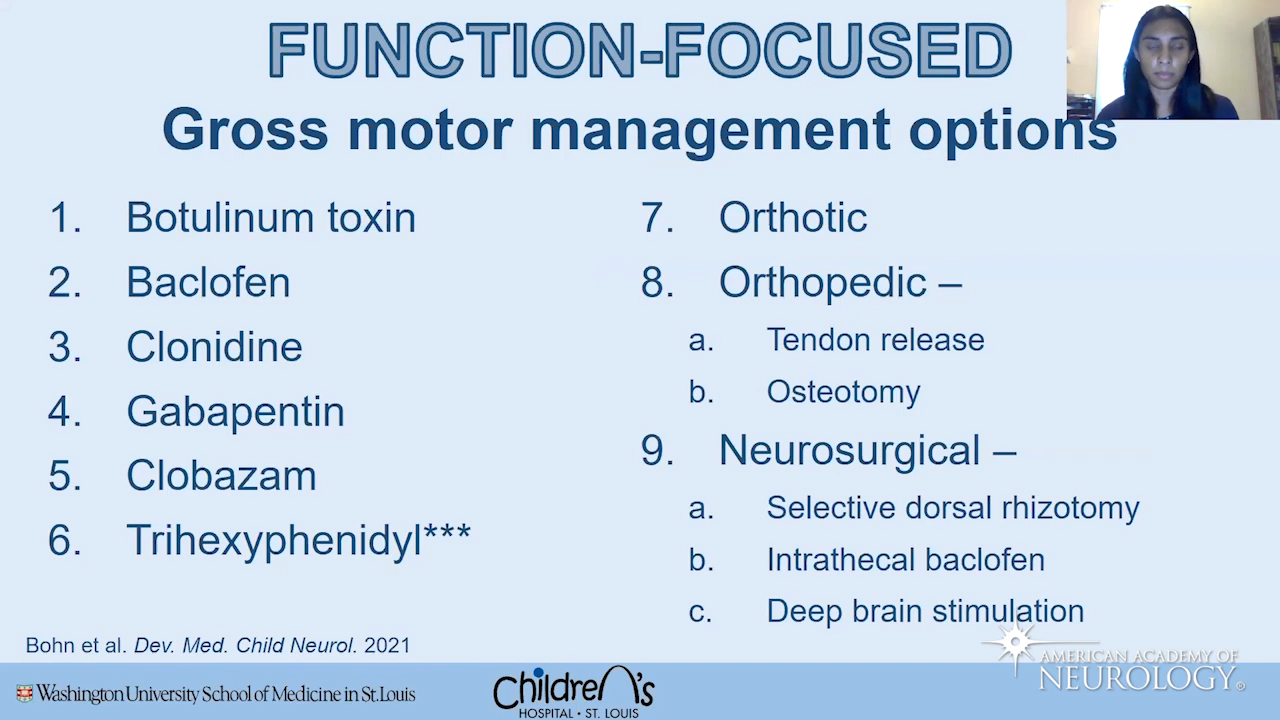 FUNCTION-FOCUSED
Gross motor management options
1. Botulinum toxin
2. Baclofen
3. Clonidine
4. Gabapentin
5. Clobazam
6. Trihexyphenidyl***
7. Orthotic
8. Orthopedic –
a. Tendon release
b. Osteotomy
9. Neurosurgical –
a. Selective dorsal rhizotomy
b. Intrathecal baclofen
c. Deep brain stimulation
Bohn et al. Dev. Med. Child Neurol. 2021
Washington University School of Medicine in St. Louis
Children's
HOSPITAL • ST. LOUIS
AMERICAN ACADEMY OF
NEUROLOGY®